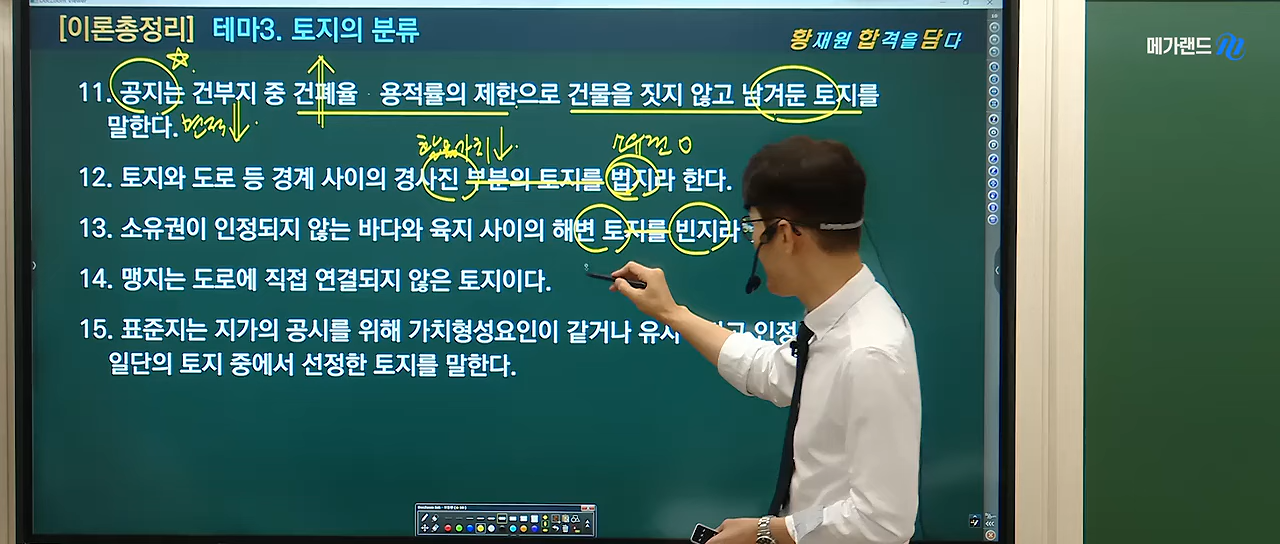 [이론총정리] 테마3. 토지의 분류
황재원 합격을 담다
메가랜드
11. 공지는 건부지 중 건폐율 용적률의 제한으로 건물을 짓지 않고 남겨둔 토지를
말한다.
12. 토지와 도로 등 경계 사이의 경사진 부분의 토지를 법지라 한다.
소유권 O
13. 소유권이 인정되지 않는 바다와 육지 사이의 해변 토지를 빈지라
14. 맹지는 도로에 직접 연결되지 않은 토지이다.
15. 표준지는 지가의 공시를 위해 가치형성요인이 같거나 유사 인정
일단의 토지 중에서 선정한 토지를 말한다.